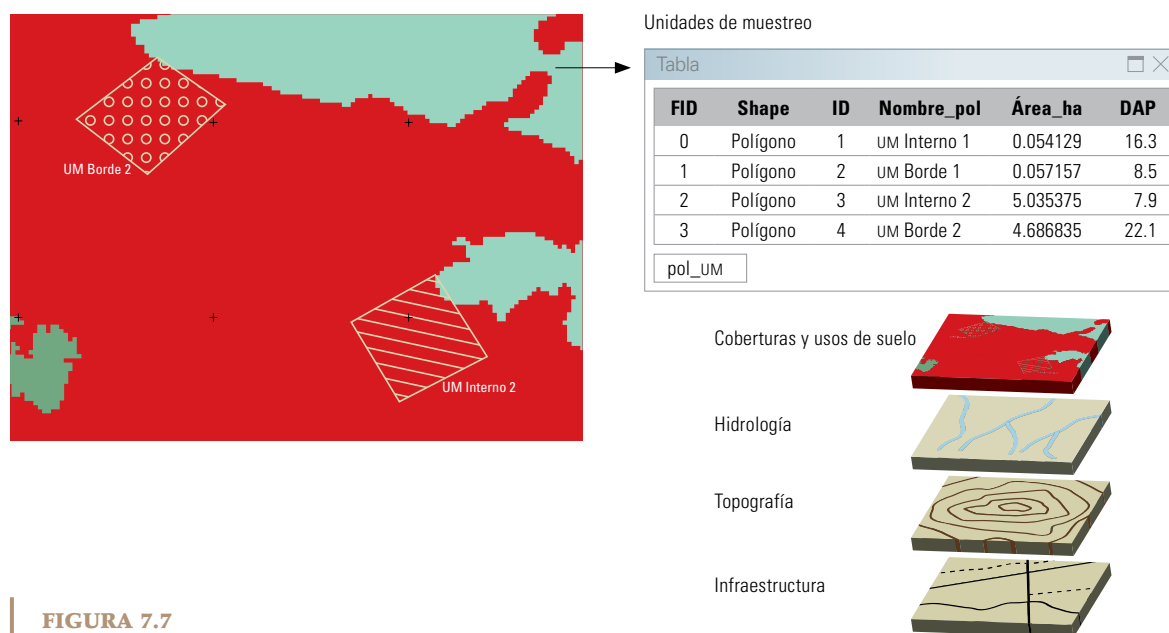 Unidades de muestreo
Tabla
FID Shape ID Nombre_pol Área_ha DAP
0 Polígono 1 UM Interno 1 0.054129 16.3
1 Polígono 2 UM Borde 1 0.057157 8.5
2 Polígono 3 UM Interno 2 5.035375 7.9
3 Polígono 4 UM Borde 2 4.686835 22.1
pol_UM
UM Borde 2
UM Interno 2
Coberturas y usos de suelo
Hidrología
Topografía
Infraestructura
FIGURA 7.7